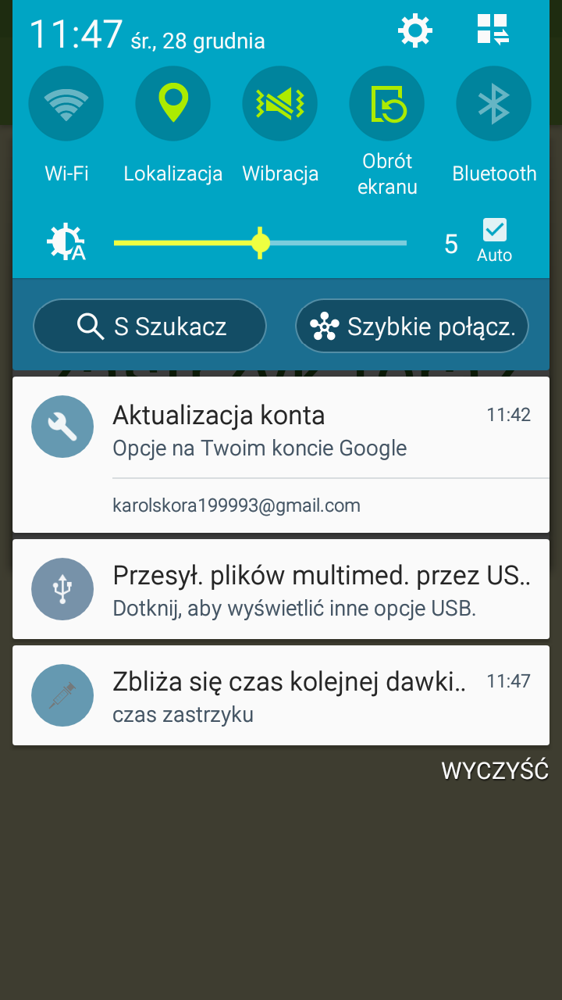 11:47 śr., 28 grudnia
Wi-Fi
Lokalizacja
Wibracja
Obrót
ekranu
Bluetooth
A
5
Auto
S Szukacz
Szybkie połącz.
Aktualizacja konta
11:42
Opcje na Twoim koncie Google
karolskora199993@gmail.com
Przesył. plików multimed. przez US..
Dotknij, aby wyświetlić inne opcje USB.
Zbliża się czas kolejnej dawki..
11:47
czas zastrzyku
WYCZYŚĆ